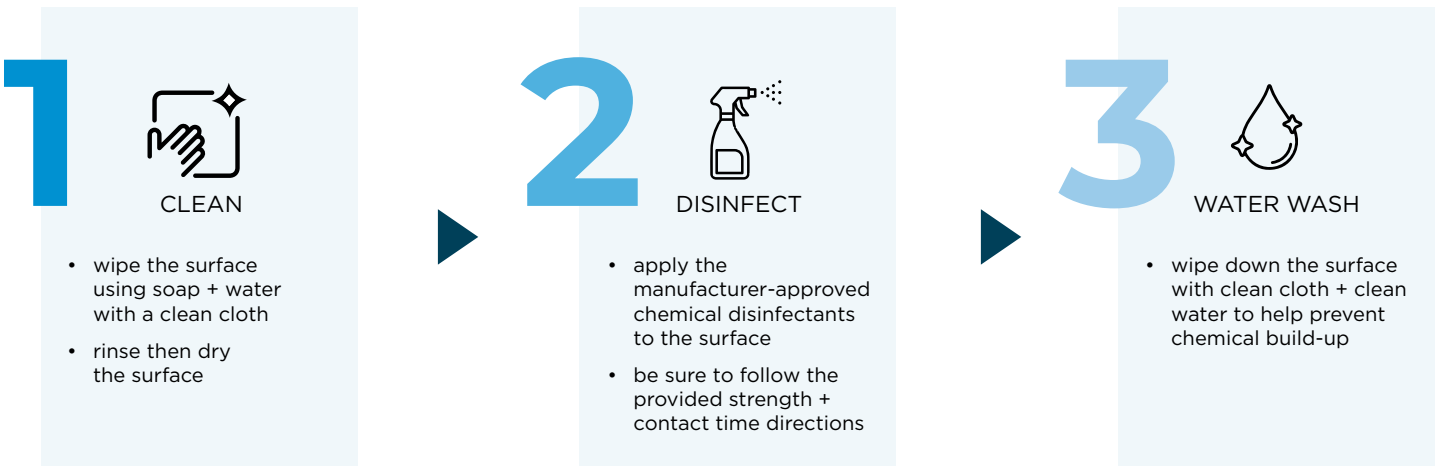 1
CLEAN
• wipe the surface
using soap + water
with a clean cloth
• rinse then dry
the surface
2
DISINFECT
• apply the
manufacturer-approved
chemical disinfectants
to the surface
• be sure to follow the
provided strength +
contact time directions
3
WATER WASH
• wipe down the surface
with clean cloth + clean
water to help prevent
chemical build-up